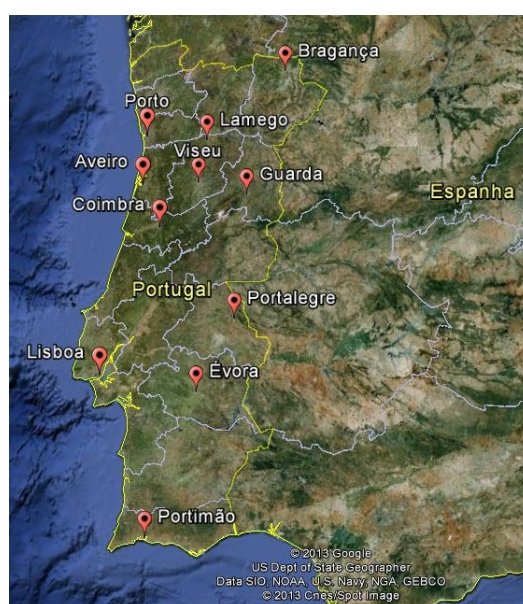 Bragança
Porto
Lamego
Aveiro
Viseu
Guarda
Espanha
Coimbra
Portugal
Portalegre
Lisboa
Évora
Portimão
© 2013 Google
US Dept of State Geographer
Data SIO, NOAA, U.S. Navy, NGA, GEBCO
© 2013 Cnes/Spot Image